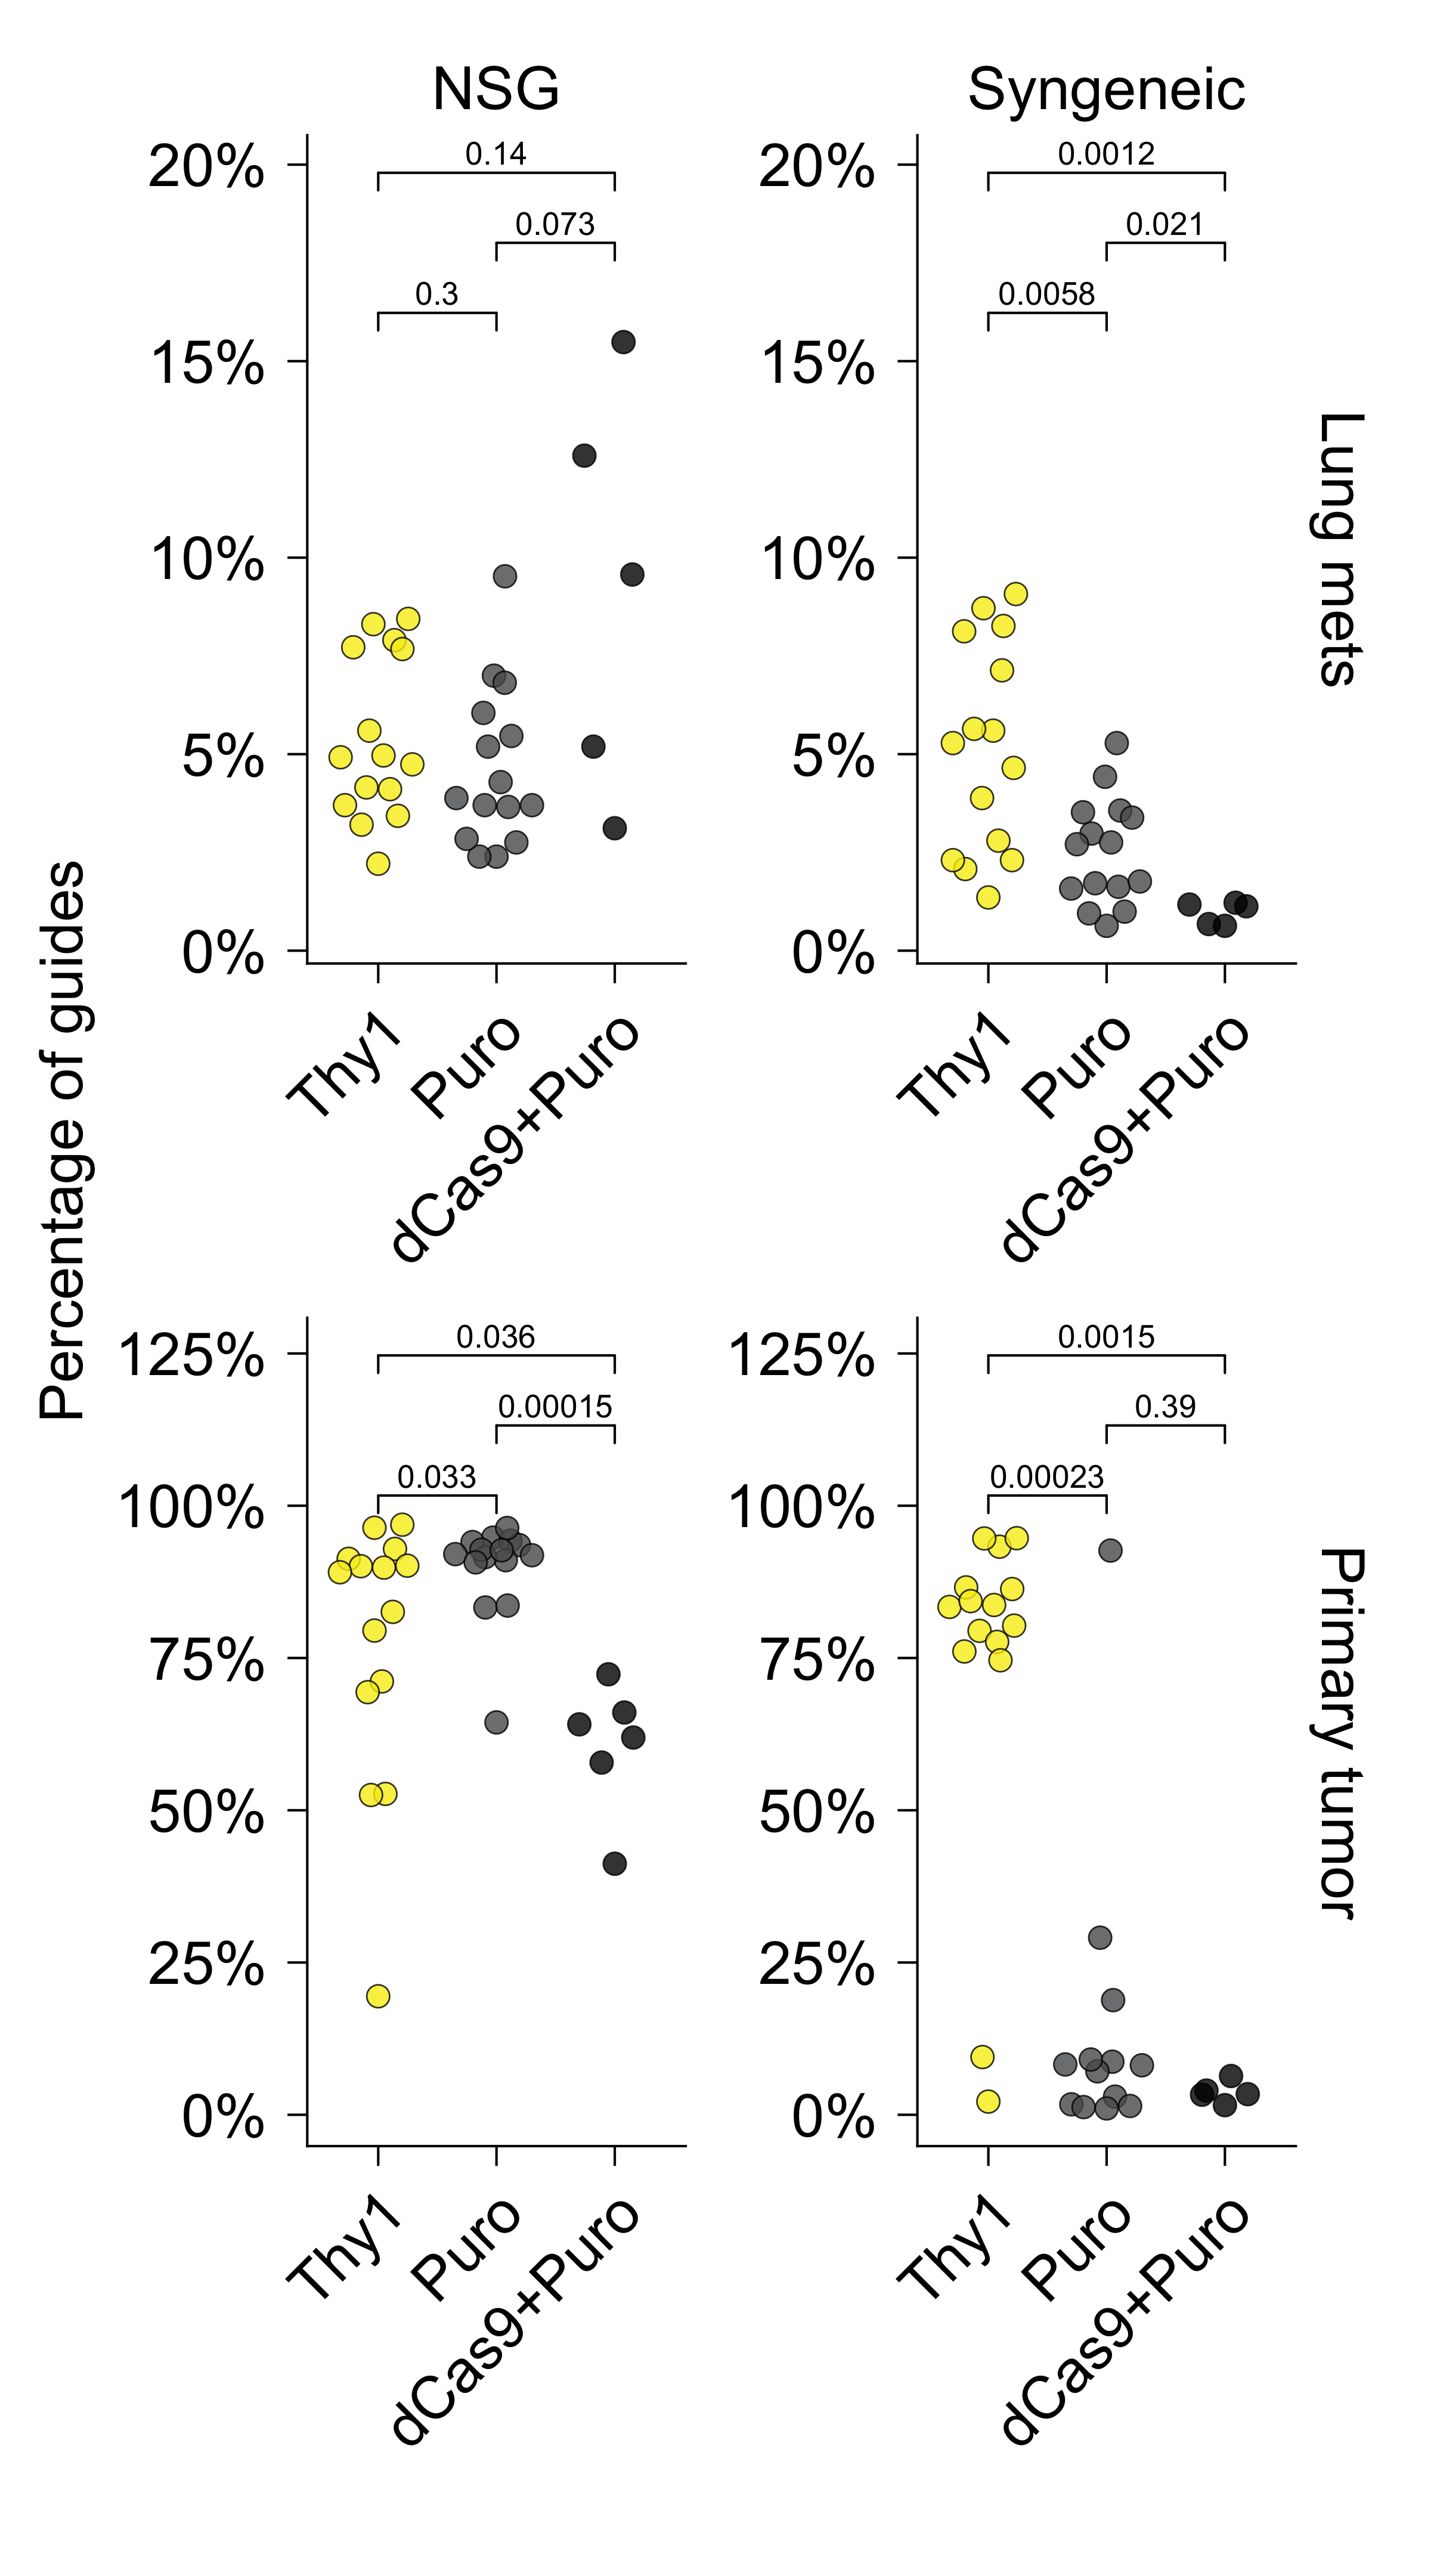 NSG
Syngeneic
Percentage of guides
20%
15%
10%
5%
0%
0.14
0.073
0.3
Thy1
Puro
dCas9+Puro
20%
15%
10%
5%
0%
0.0012
0.021
0.0058
Thy1
Puro
dCas9+Puro
Lung mets
125%
100%
75%
50%
25%
0%
0.036
0.00015
0.033
Thy1
Puro
dCas9+Puro
125%
100%
75%
50%
25%
0%
0.0015
0.39
0.00023
Thy1
Puro
dCas9+Puro
Primary tumor